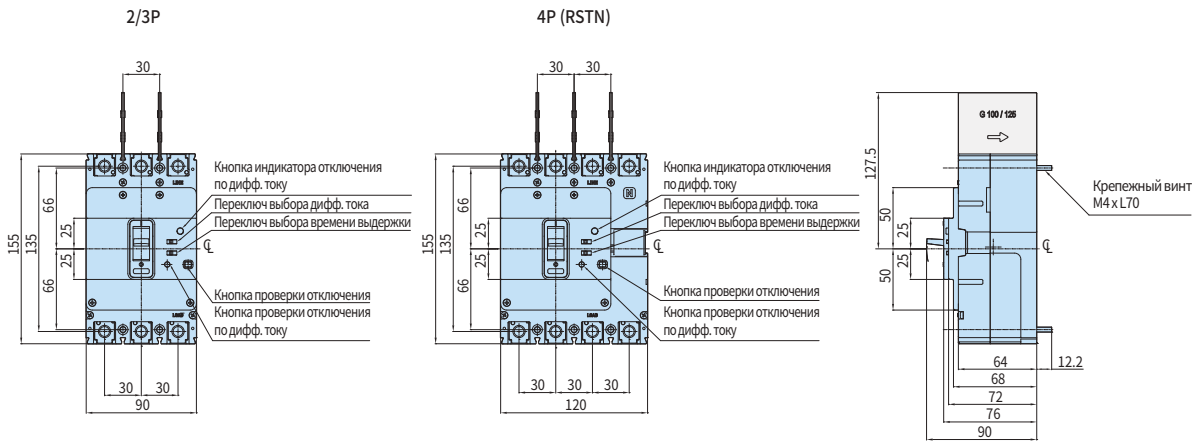 2/3P
4P (RSTN)
30
30
30
G 100 / 125
127.5
Крепежный винт
M4 x L70
LINE
Кнопка индикатора отключения
по дифф. току
Переключ выбора дифф. тока
Переключ выбора времени выдержки
155
135
66
66
25
25
℄
Кнопка проверки отключения
Кнопка проверки отключения
по дифф. току
LOAD
30
30
90
LINE
N
Кнопка индикатора отключения
по дифф. току
Переключ выбора дифф. тока
Переключ выбора времени выдержки
155
135
66
66
25
25
℄
Кнопка проверки отключения
Кнопка проверки отключения
по дифф. току
LOAD
30
30
30
120
50
25
25
50
℄
64
12.2
68
72
76
90